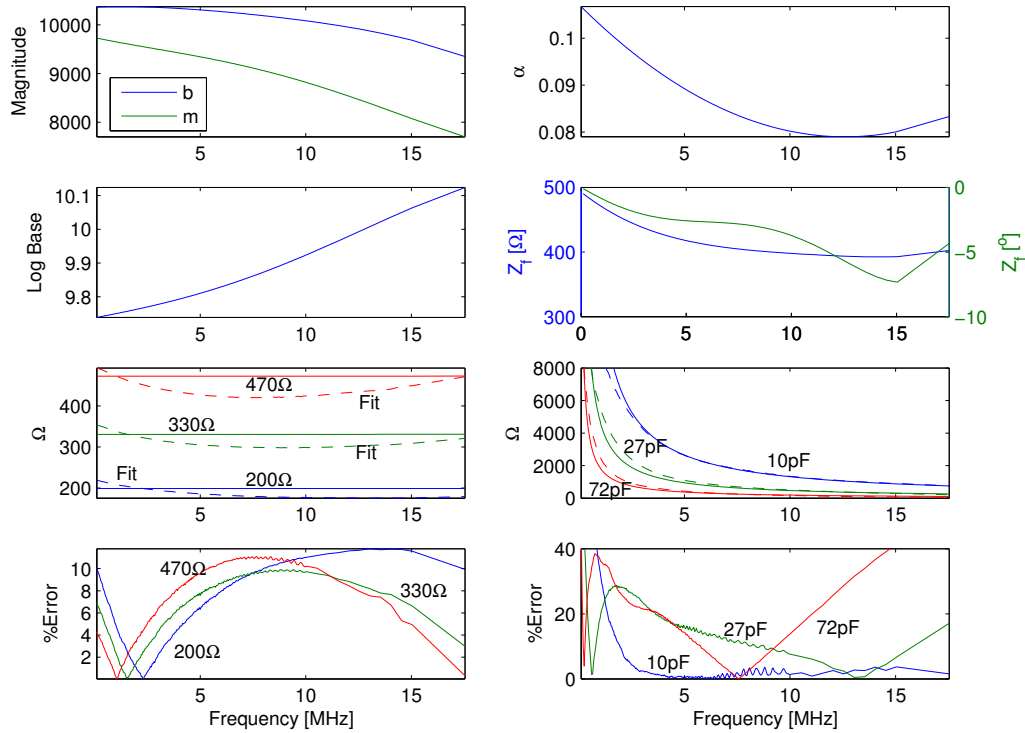 10000
9000
8000
Magnitude
b
m
5
10
15
0.1
0.08
α
5
10
15
10.1
10
9.9
9.8
Log Base
5
10
15
500
400
300
Z_f [Ω]
0
−5
−10
Z_f [°]
0
5
10
15
400
300
200
Ω
470Ω
Fit
330Ω
Fit
Fit
200Ω
5
10
15
8000
6000
4000
2000
0
Ω
27pF
10pF
72pF
5
10
15
10
8
6
4
2
%Error
470Ω
330Ω
200Ω
5
10
15
Frequency [MHz]
40
20
0
%Error
27pF
72pF
10pF
5
10
15
Frequency [MHz]